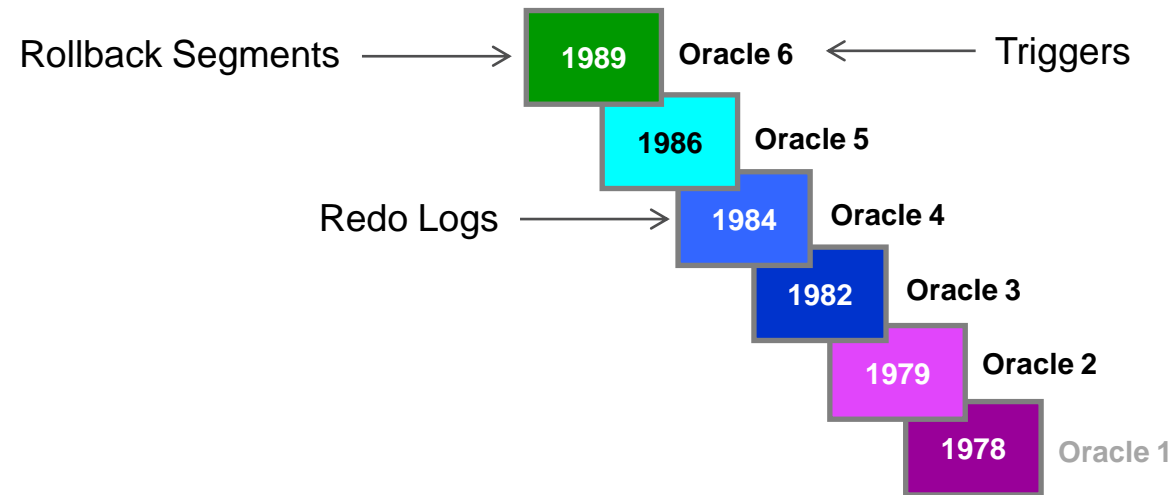 Rollback Segments
1989
Oracle 6
Triggers
1986
Oracle 5
Redo Logs
1984
Oracle 4
1982
Oracle 3
1979
Oracle 2
1978
Oracle 1